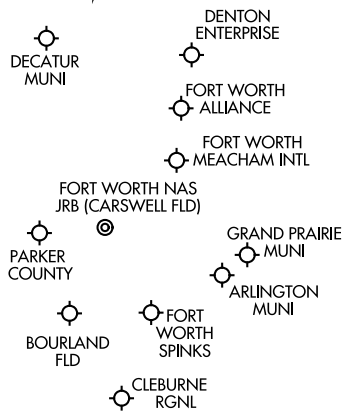 DENTON
ENTERPRISE
DECATUR
MUNI
FORT WORTH
ALLIANCE
FORT WORTH
MEACHAM INTL
FORT WORTH NAS
JRB (CARSWELL FLD)
GRAND PRAIRIE
MUNI
PARKER
COUNTY
ARLINGTON
MUNI
BOURLAND
FLD
FORT
WORTH
SPINKS
CLEBURNE
RGNL